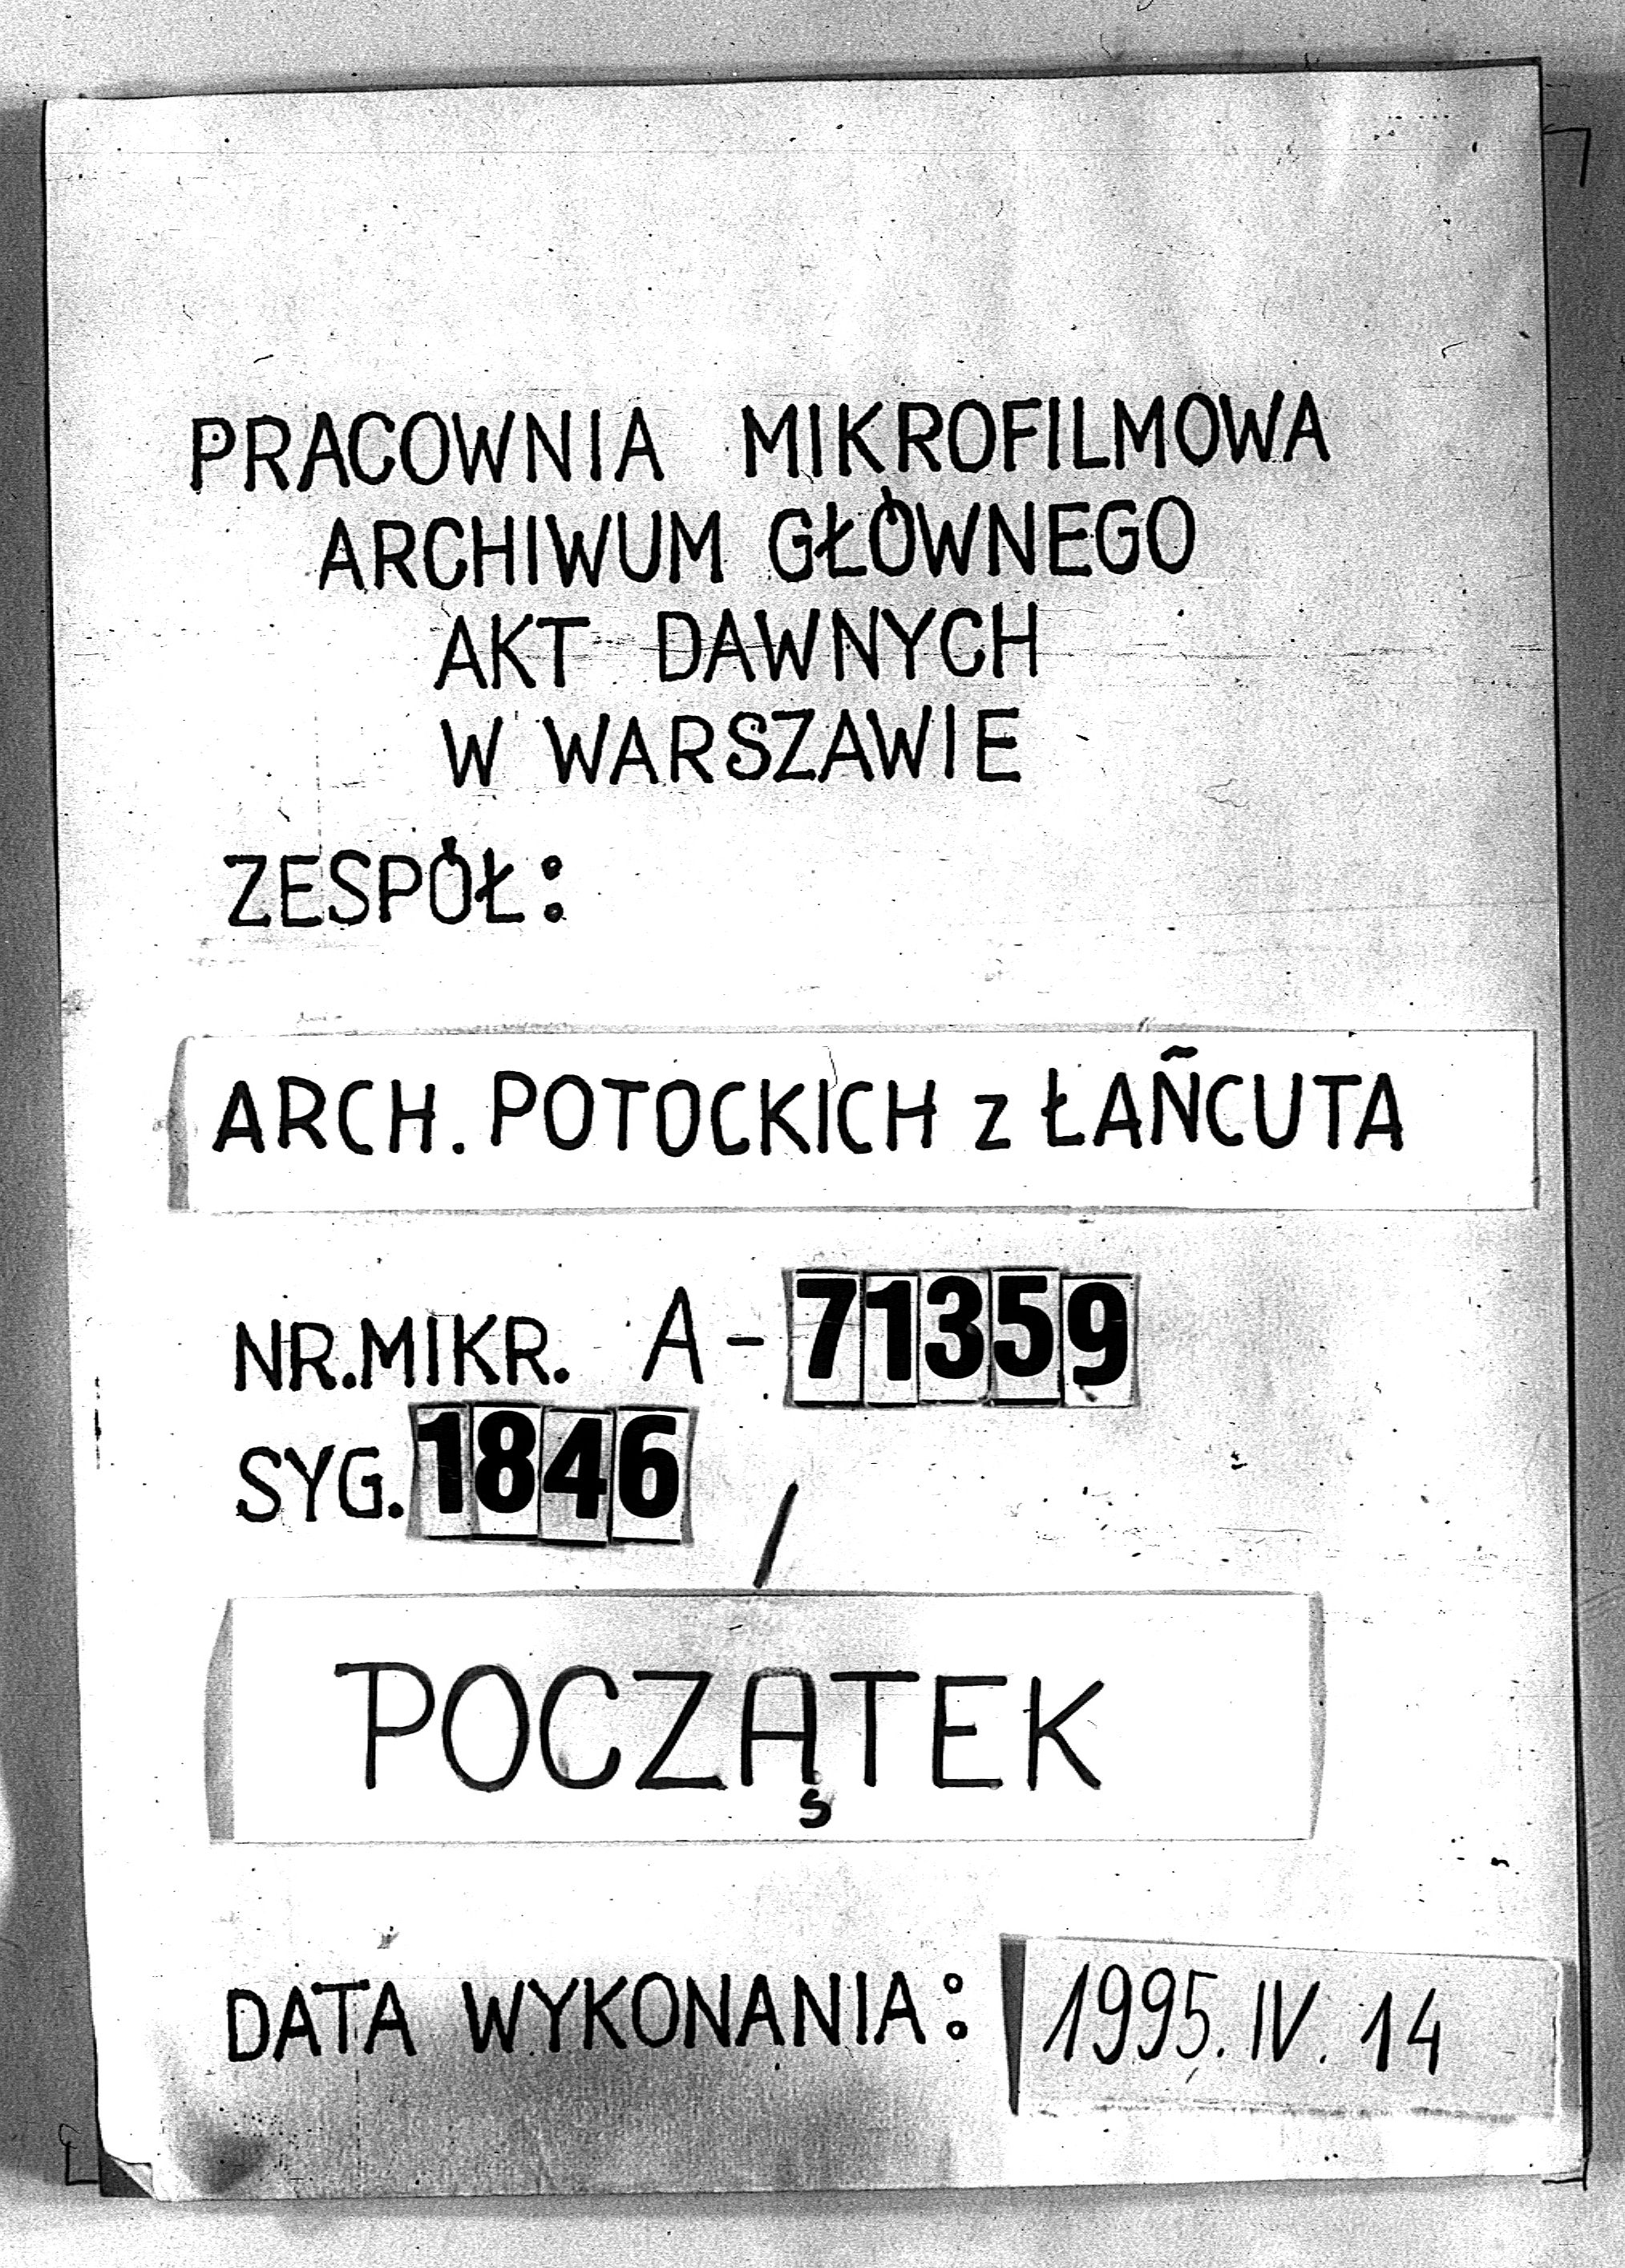 PRACOWNIA MIKROFILMOWA
ARCHIWUM GŁÓWNEGO
AKT DAWNYCH
W WARSZAWIE
ZESPÓŁ:
ARCH. POTOCKICH z ŁAÑCUTA
NR.MIKR. A-71359
SYG. 1846
POCZĄTEK
DATA WYKONANIA: 1995.IV.14